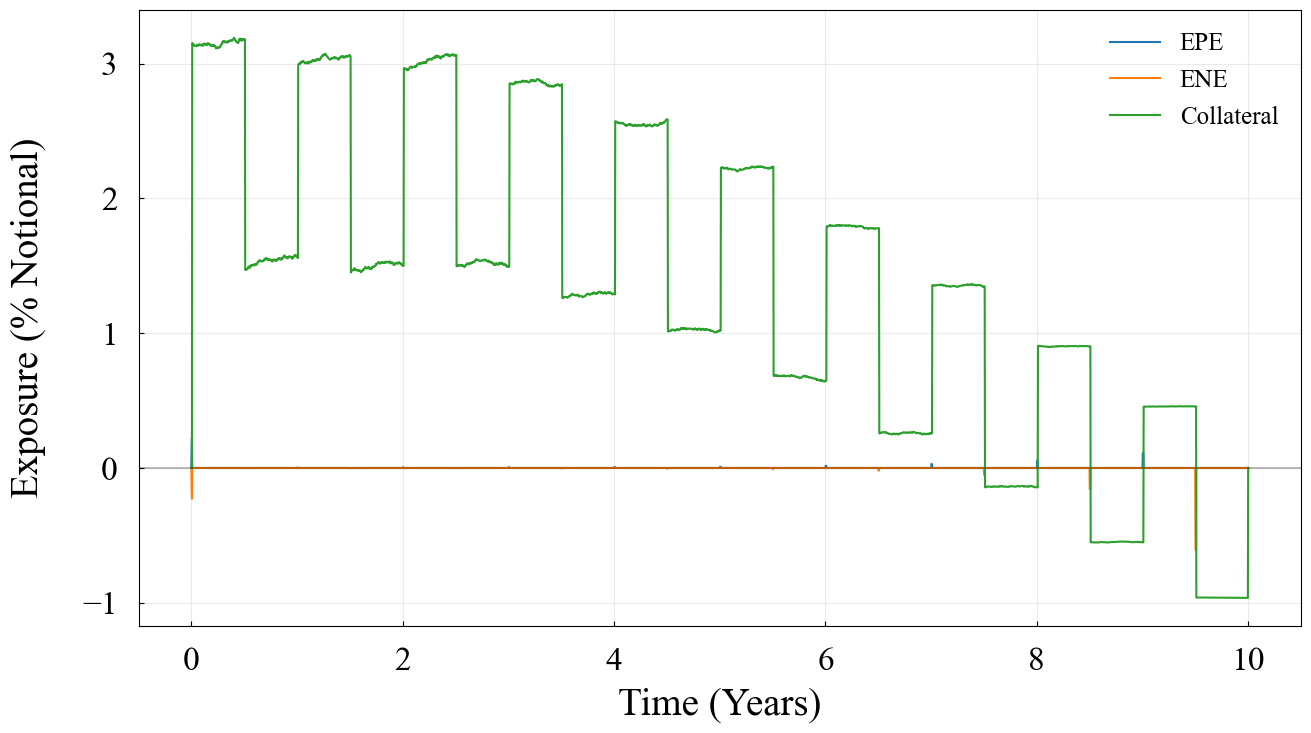 EPE
ENE
Collateral
Exposure (% Notional)
3
2
1
0
−1
0 2 4 6 8 10
Time (Years)